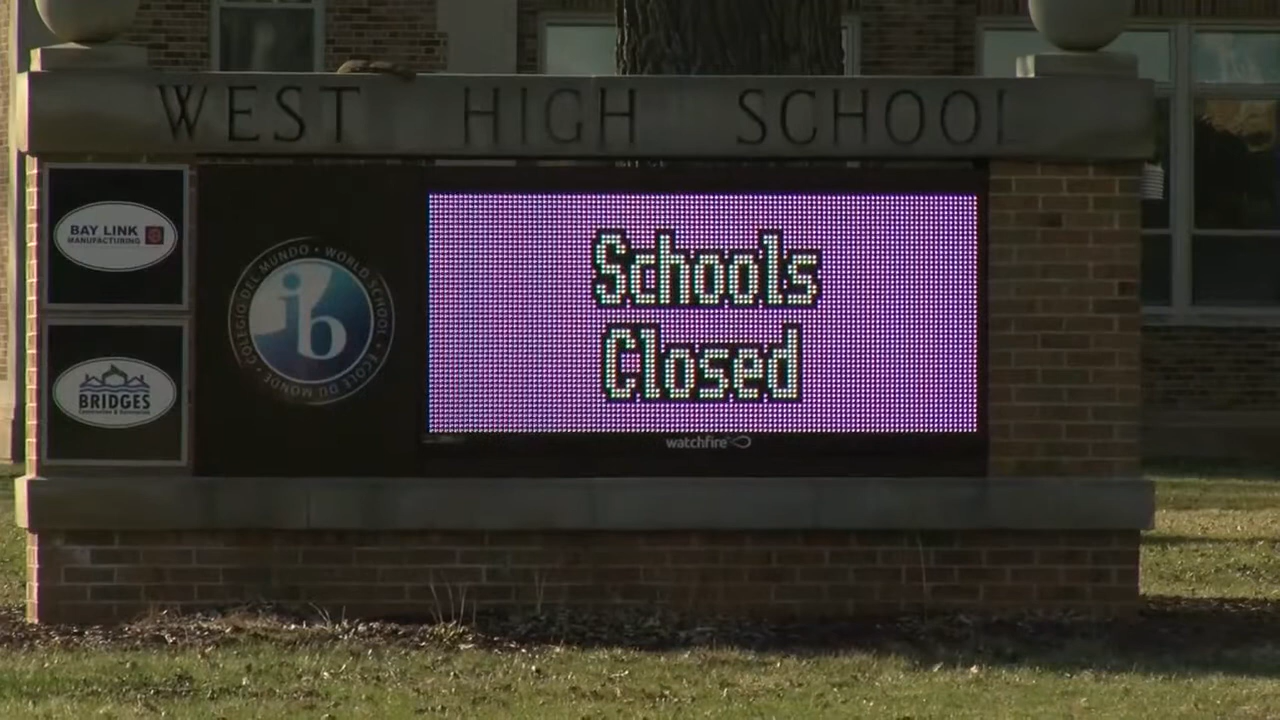 WEST HIGH SCHOOL
BAY LINK
MANUFACTURING
BRIDGES
COLEGIO DEL MUNDO • WORLD SCHOOL • ÉCOLE DU MONDE •
ib
Schools
Closed
watchfire